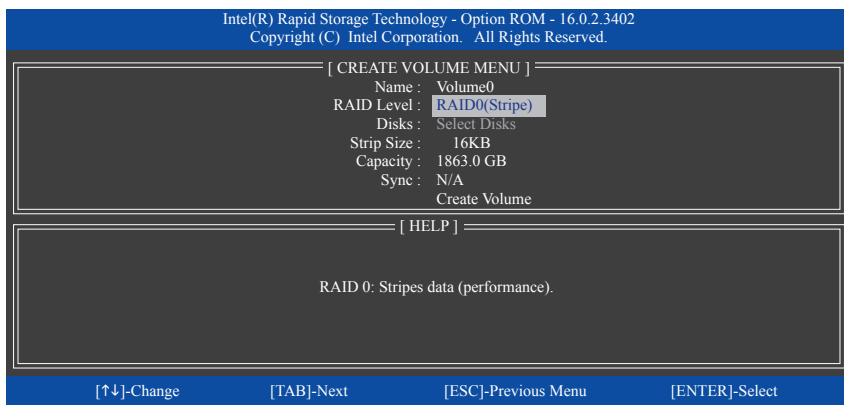 Intel(R) Rapid Storage Technology - Option ROM - 16.0.2.3402
Copyright (C) Intel Corporation. All Rights Reserved.
[ CREATE VOLUME MENU ]
Name : Volume0
RAID Level : RAID0(Stripe)
Disks : Select Disks
Strip Size : 16KB
Capacity : 1863.0 GB
Sync : N/A
Create Volume
[ HELP ]
RAID 0: Stripes data (performance).
[↑↓]-Change [TAB]-Next [ESC]-Previous Menu [ENTER]-Select